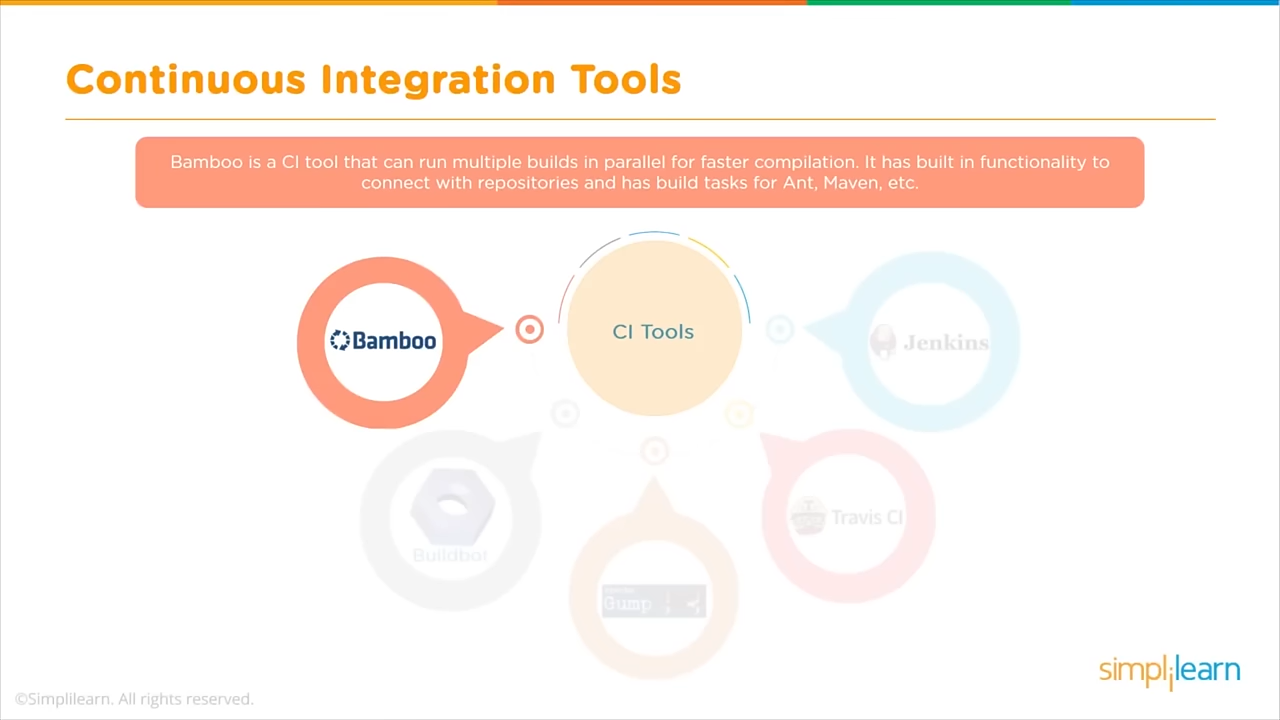 Continuous Integration Tools
Bamboo is a CI tool that can run multiple builds in parallel for faster compilation. It has built in functionality to
connect with repositories and has build tasks for Ant, Maven, etc.
Bamboo
CI Tools
Jenkins
Buildbot
Travis CI
Gump
simplilearn
©Simplilearn. All rights reserved.